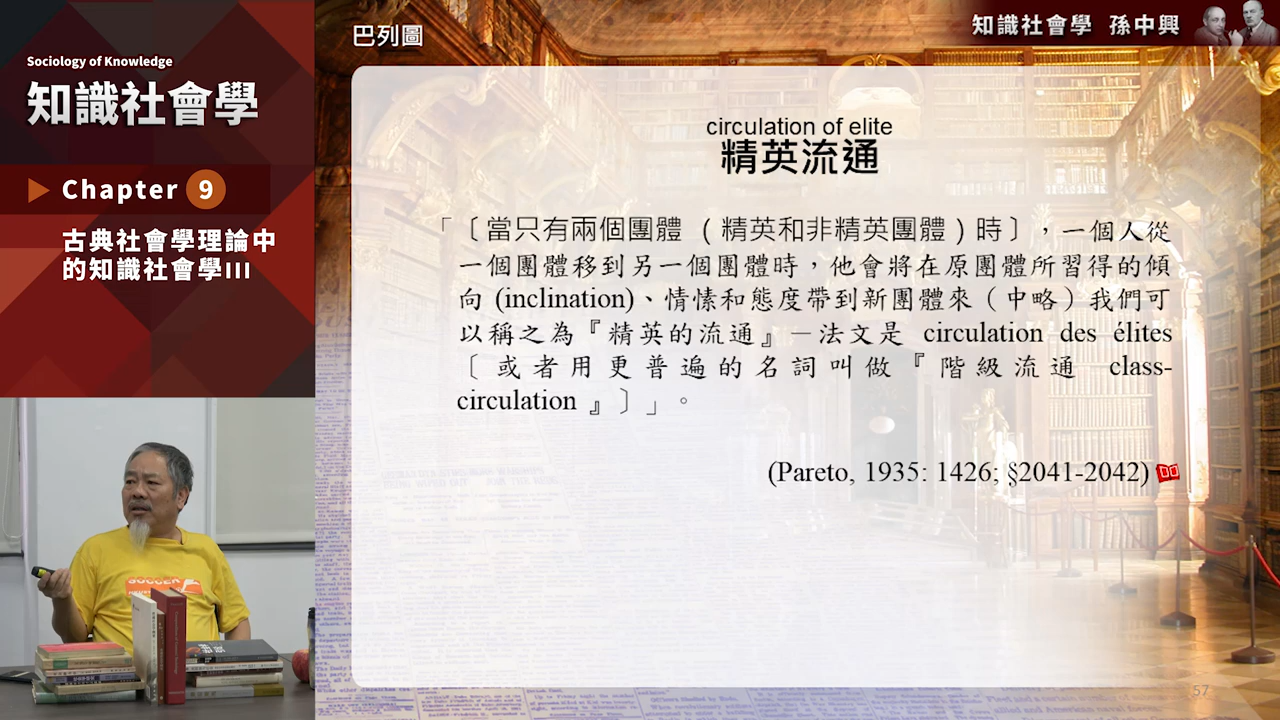 Sociology of Knowledge
知識社會學
Chapter 9
古典社會學理論中
的知識社會學III
巴列圖
知識社會學 孫中興
circulation of elite
精英流通
「〔當只有兩個團體 (精英和非精英團體) 時〕,一個人從
一個團體移到另一個團體時,他會將在原團體所習得的傾
向 (inclination)、情愫和態度帶到新團體來(中略)我們可
以稱之為『精英的流通』—法文是 circulation des élites
〔或者用更普遍的名詞叫做『階級流通 class-
circulation』〕」。
(Pareto, 1935: 1426; §2041-2042)
57
SOCCER